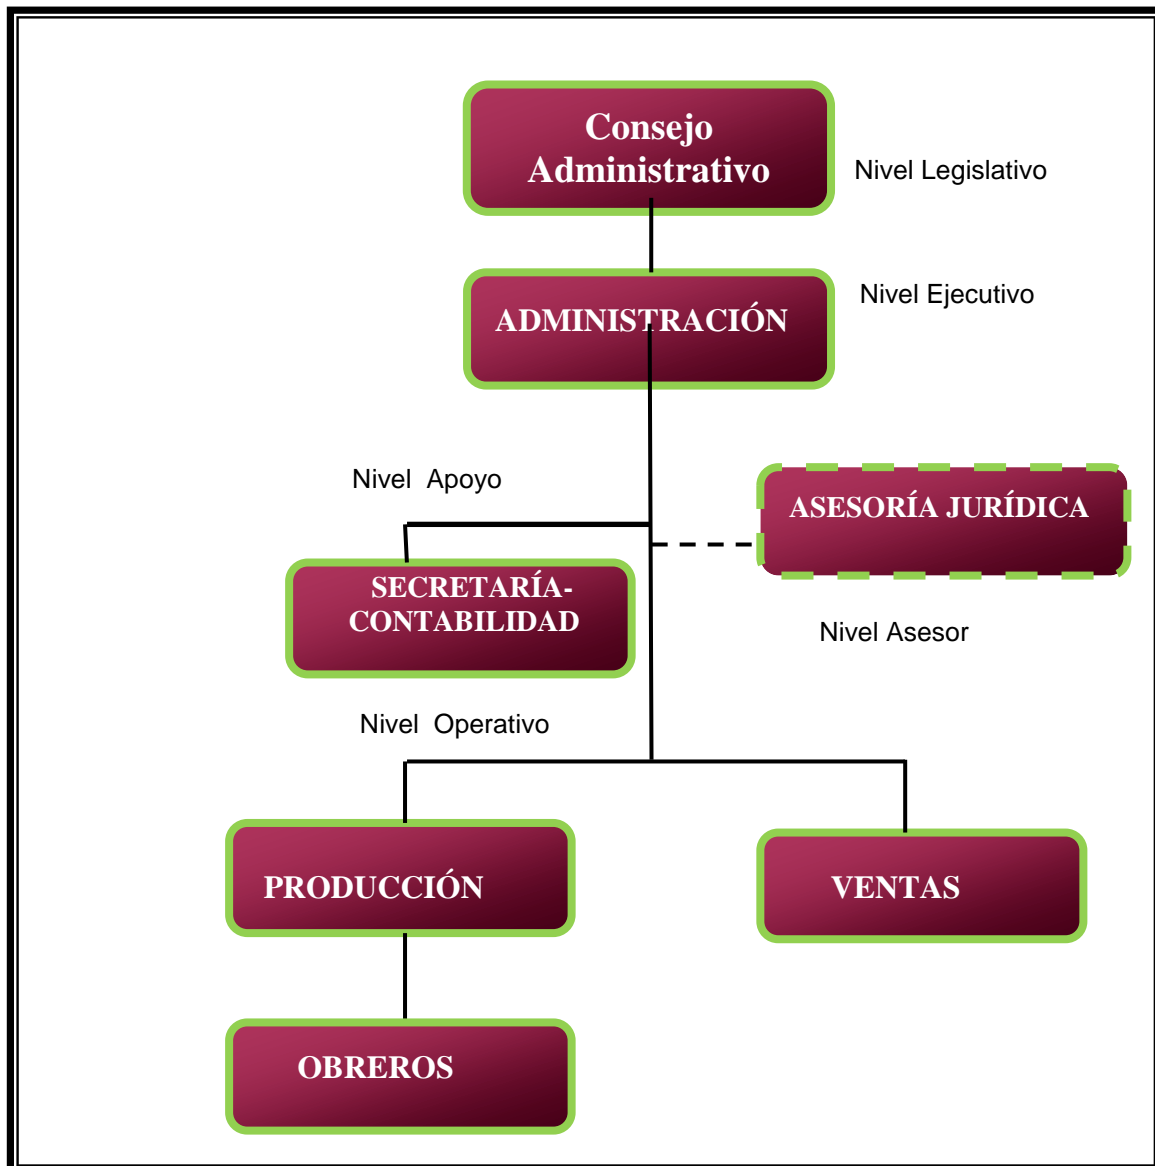 Consejo
Administrativo
Nivel Legislativo
Nivel Ejecutivo
ADMINISTRACIÓN
Nivel  Apoyo
ASESORÍA JURÍDICA
SECRETARÍA-
CONTABILIDAD
Nivel Asesor
Nivel  Operativo
PRODUCCIÓN
VENTAS
OBREROS